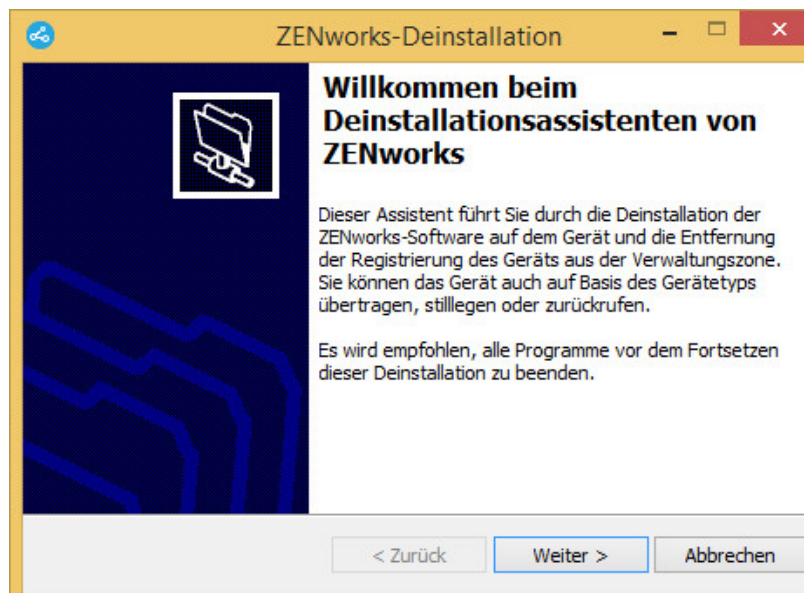 ZENworks-Deinstallation
Willkommen beim
Deinstallationsassistenten von
ZENworks
Dieser Assistent führt Sie durch die Deinstallation der
ZENworks-Software auf dem Gerät und die Entfernung
der Registrierung des Geräts aus der Verwaltungszone.
Sie können das Gerät auch auf Basis des Gerätetyps
übertragen, stilllegen oder zurückrufen.
Es wird empfohlen, alle Programme vor dem Fortsetzen
dieser Deinstallation zu beenden.
< Zurück
Weiter >
Abbrechen